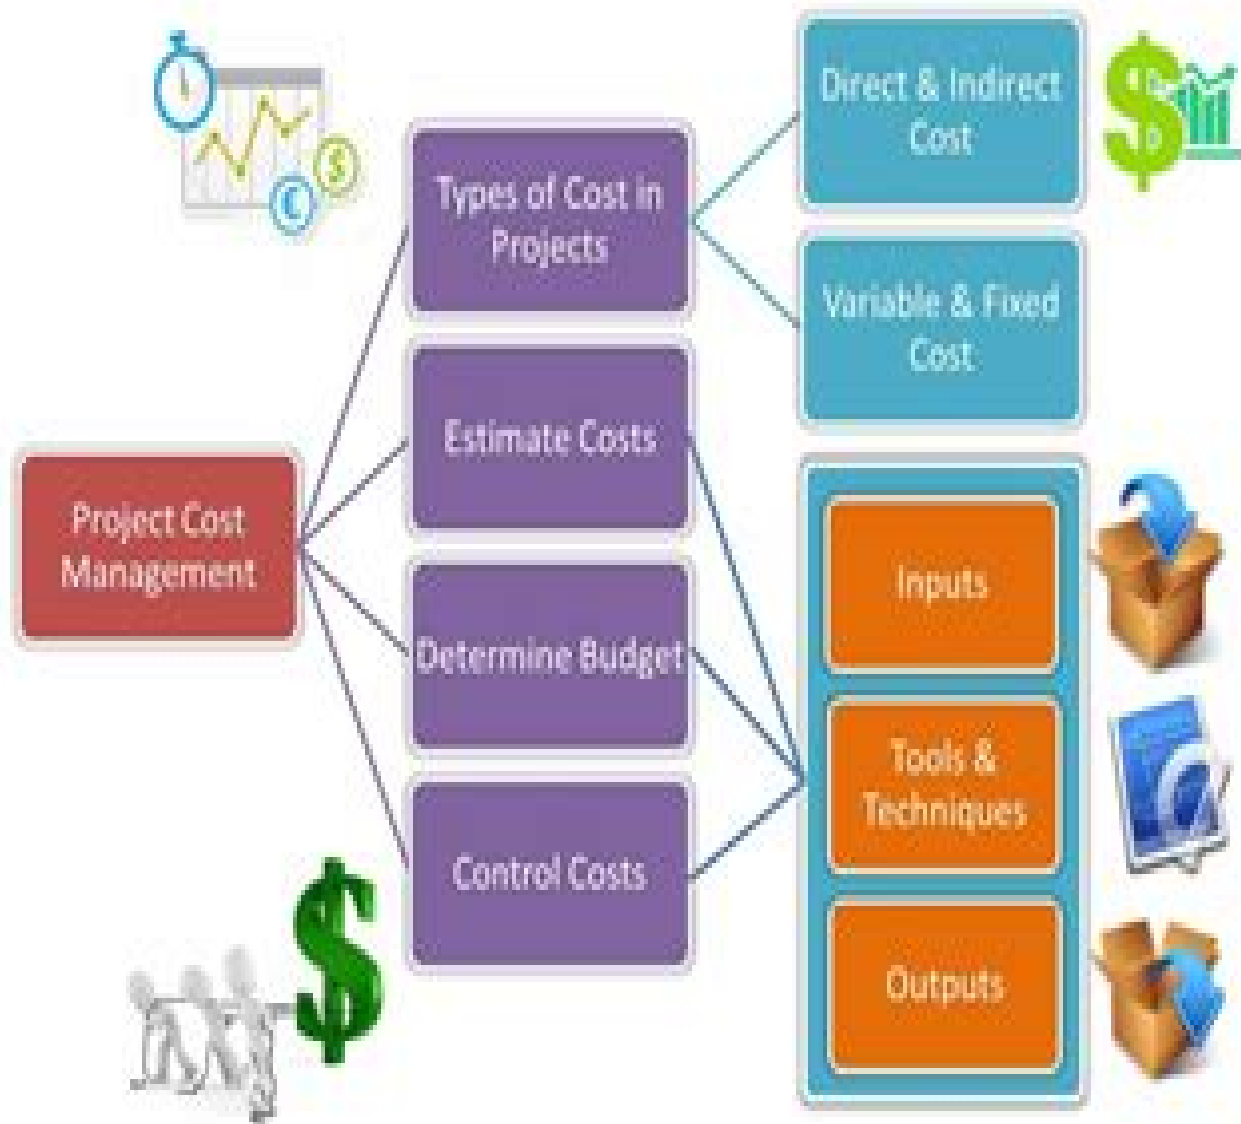 Project Cost
Management
Types of Cost in
Projects
Estimate Costs
Determine Budget
Control Costs
Direct & Indirect
Cost
Variable & Fixed
Cost
Inputs
Tools &
Techniques
Outputs
$
€
$
$